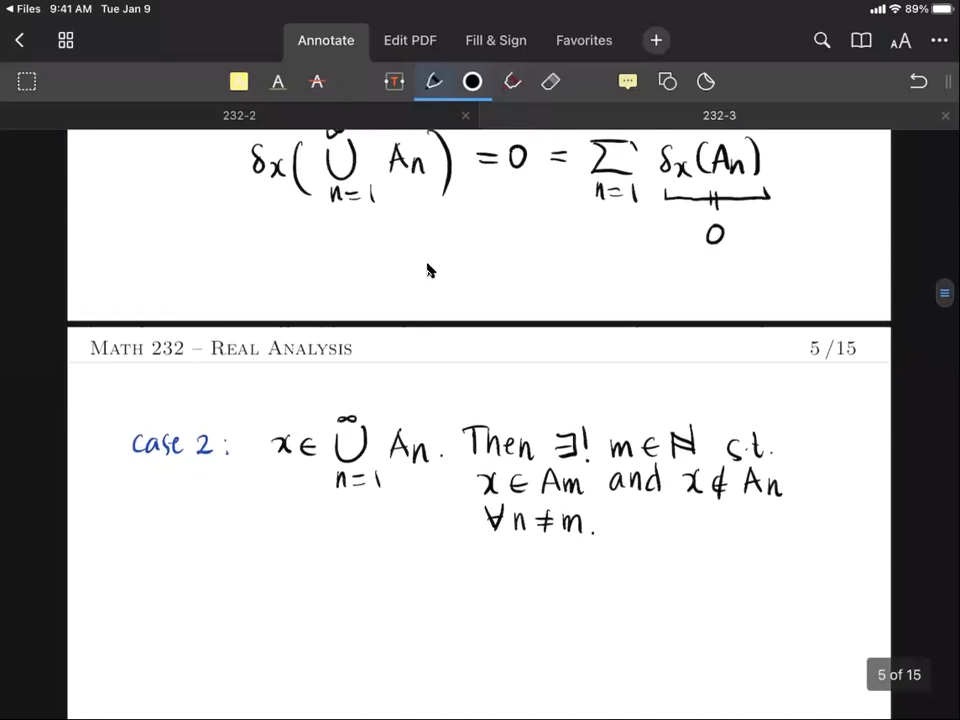 Files 9:41 AM Tue Jan 9 89%
Annotate Edit PDF Fill & Sign Favorites
AA
A A T
232-2 232-3
δx(⋃_{n=1}^{∞} An) = 0 = ∑_{n=1} δx(An)
0
MATH 232 – REAL ANALYSIS 5 / 15
case 2: x ∈ ⋃_{n=1}^{∞} An. Then ∃! m ∈ ℕ s.t.
x ∈ Am and x ∉ An
∀n ≠ m.
5 of 15